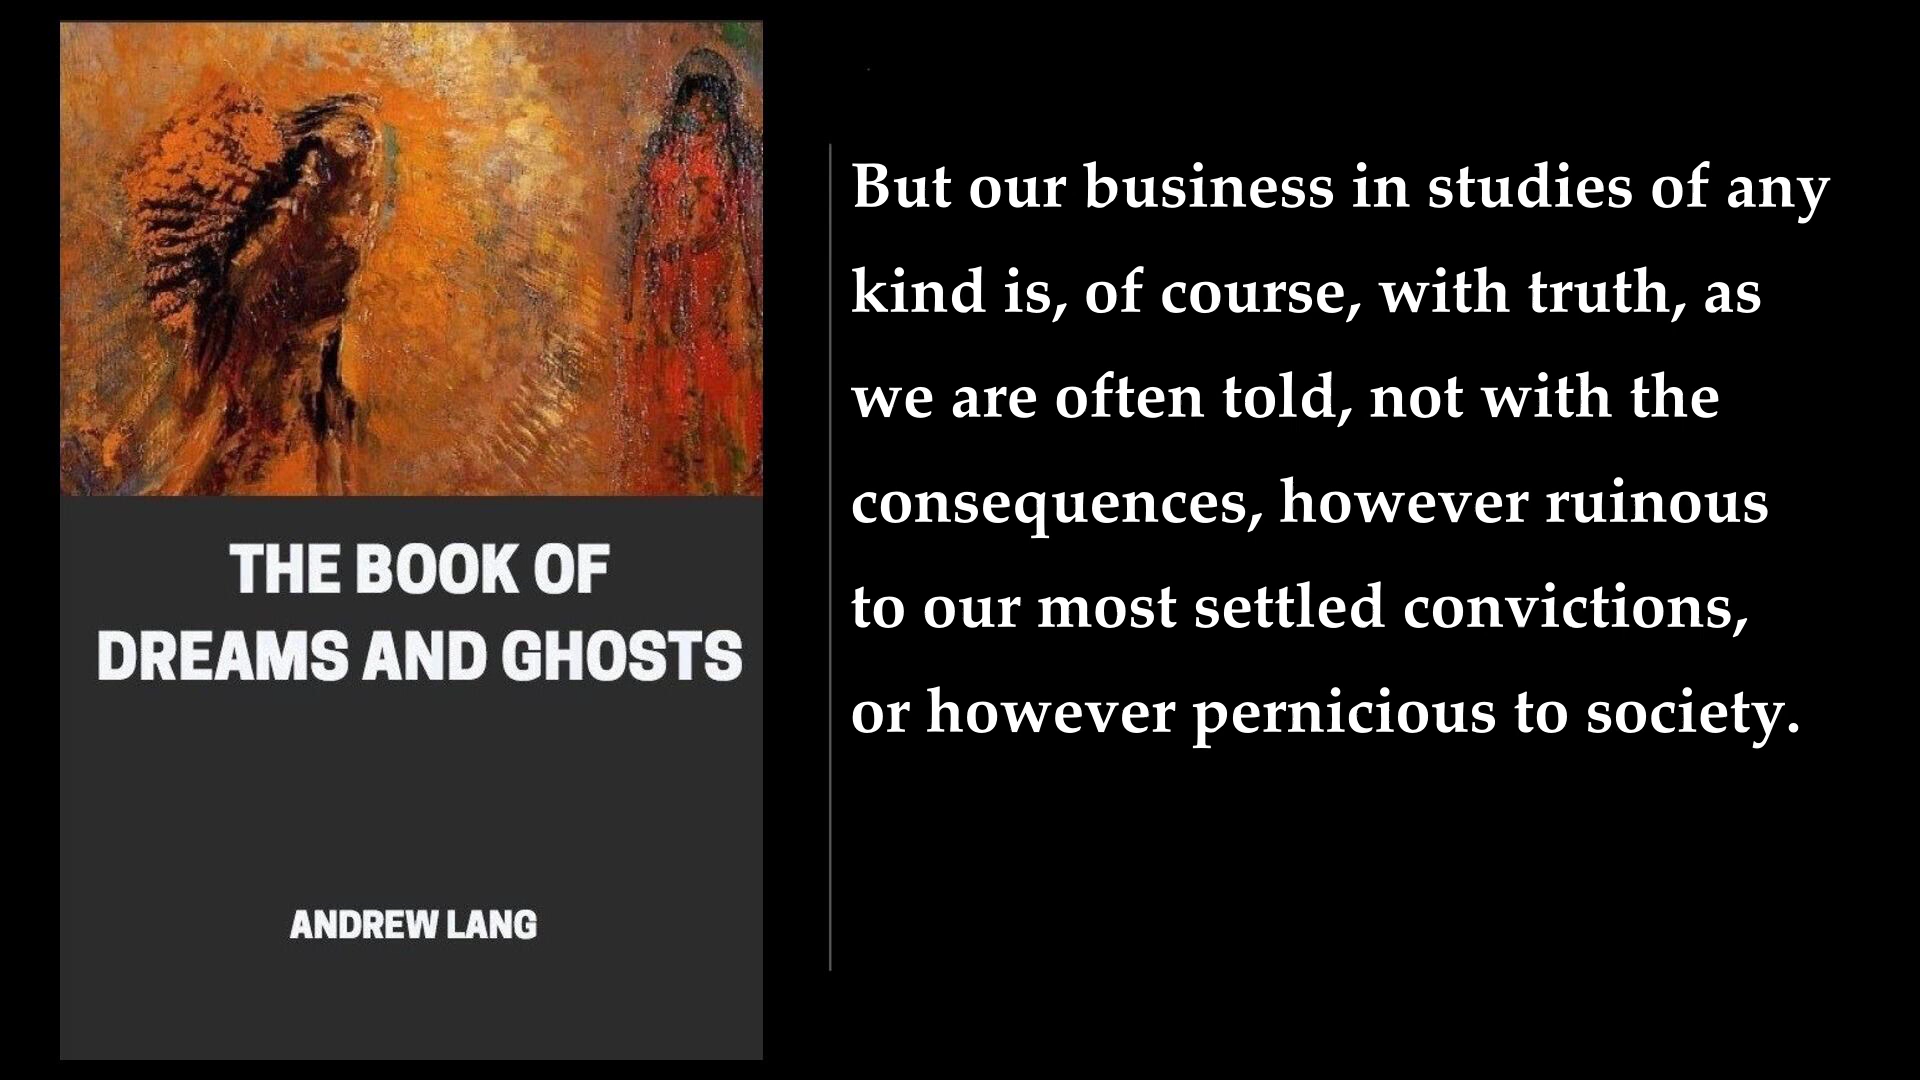 THE BOOK OF
DREAMS AND GHOSTS
ANDREW LANG
But our business in studies of any
kind is, of course, with truth, as
we are often told, not with the
consequences, however ruinous
to our most settled convictions,
or however pernicious to society.